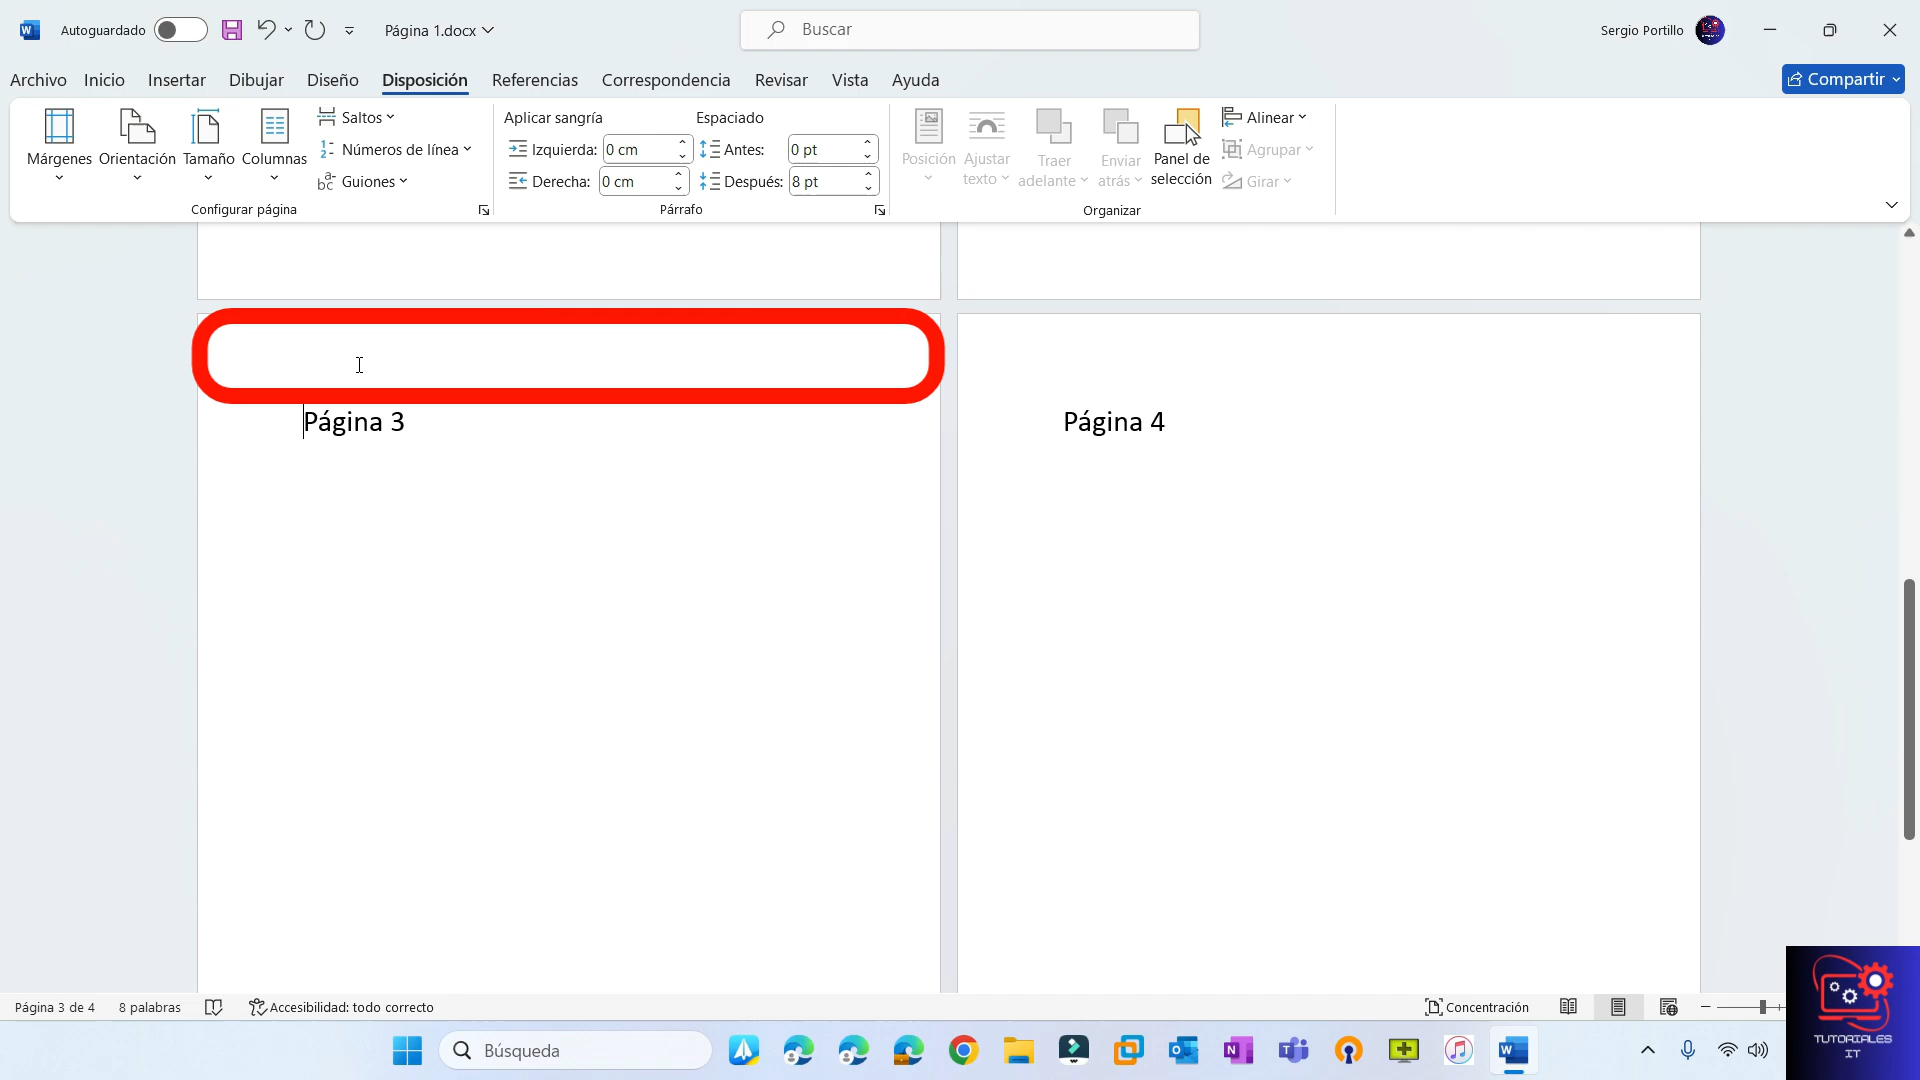 Autoguardado
Página 1.docx
Buscar
Sergio Portillo
Archivo Inicio Insertar Dibujar Diseño Disposición Referencias Correspondencia Revisar Vista Ayuda
Compartir
Márgenes
Orientación
Tamaño
Columnas
Saltos
Números de línea
Guiones
Configurar página
Aplicar sangría
Izquierda: 0 cm
Derecha: 0 cm
Espaciado
Antes: 0 pt
Después: 8 pt
Párrafo
Posición
Ajustar
texto
Traer
adelante
Enviar
atrás
Panel de
selección
Alinear
Agrupar
Girar
Organizar
Página 3
Página 4
Página 3 de 4
8 palabras
Accesibilidad: todo correcto
Concentración
Búsqueda
TUTORIALES
IT